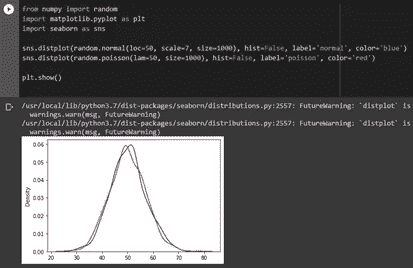 from numpy import random
import matplotlib.pyplot as plt
import seaborn as sns
sns.distplot(random.normal(loc=50, scale=7, size=1000), hist=False, label='normal', color='blue')
sns.distplot(random.poisson(lam=50, size=1000), hist=False, label='poisson', color='red')
plt.show()
/usr/local/lib/python3.7/dist-packages/seaborn/distributions.py:2557: FutureWarning: `distplot` is
warnings.warn(msg, FutureWarning)
/usr/local/lib/python3.7/dist-packages/seaborn/distributions.py:2557: FutureWarning: `distplot` is
warnings.warn(msg, FutureWarning)
0.06
0.05
0.04
0.03
0.02
0.01
0.00
Density
20 30 40 50 60 70 80